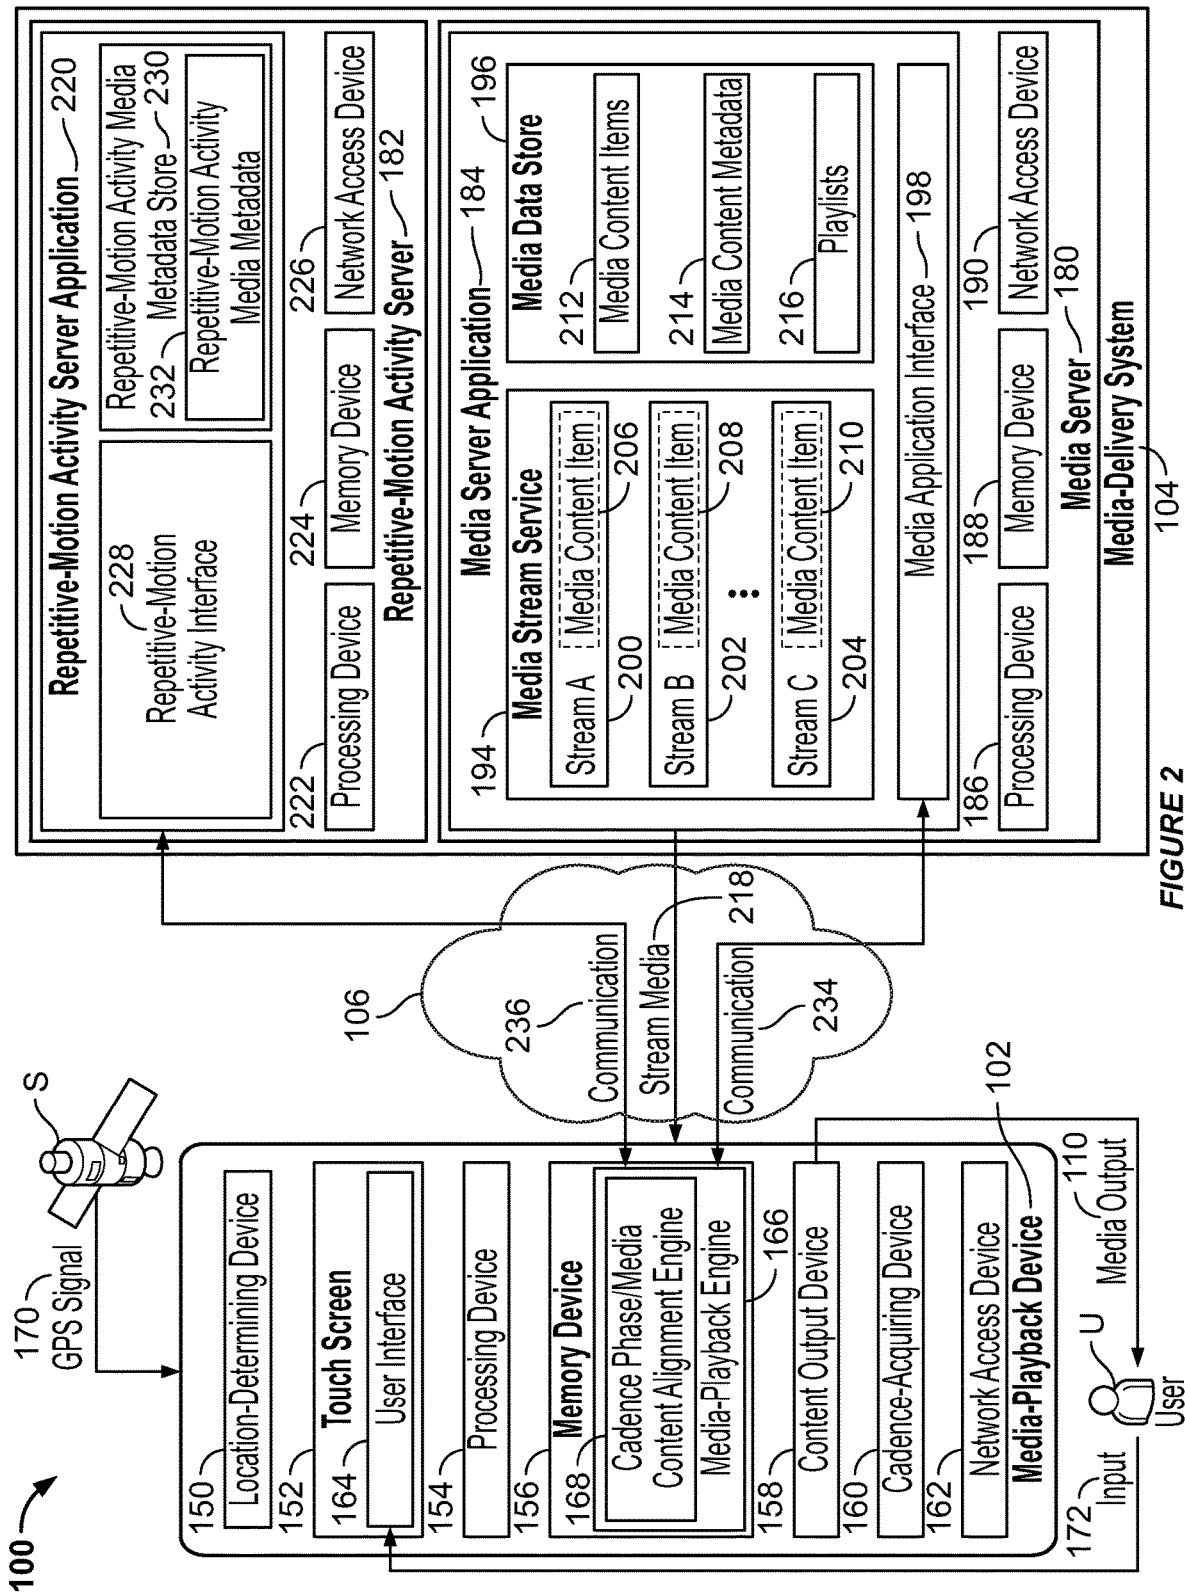 100
170
GPS Signal
S
150
Location-Determining Device
152
Touch Screen
164
User Interface
154
Processing Device
156
Memory Device
168
Cadence Phase/Media
Content Alignment Engine
Media-Playback Engine
166
158
Content Output Device
160
Cadence-Acquiring Device
162
Network Access Device
Media-Playback Device
102
172
Input
U
User
110
Media Output
106
236
Communication
Stream Media
218
Communication
234
Repetitive-Motion Activity Server Application
220
228
Repetitive-Motion
Activity Interface
Repetitive-Motion Activity Media
Metadata Store
230
232
Repetitive-Motion Activity
Media Metadata
222
Processing Device
224
Memory Device
226
Network Access Device
Repetitive-Motion Activity Server
182
Media Server Application
184
194
Media Stream Service
Stream A
Media Content Item
200
206
Stream B
Media Content Item
202
208
Stream C
Media Content Item
204
210
Media Data Store
196
212
Media Content Items
214
Media Content Metadata
216
Playlists
Media Application Interface
198
186
Processing Device
188
Memory Device
190
Network Access Device
Media Server
180
Media-Delivery System
104
FIGURE 2